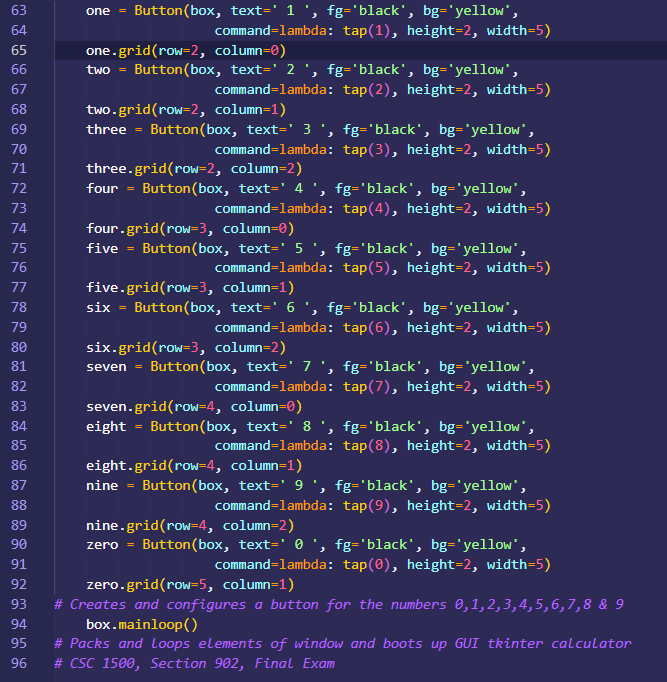 63 one = Button(box, text=' 1 ', fg='black', bg='yellow',
64 command=lambda: tap(1), height=2, width=5)
65 one.grid(row=2, column=0)
66 two = Button(box, text=' 2 ', fg='black', bg='yellow',
67 command=lambda: tap(2), height=2, width=5)
68 two.grid(row=2, column=1)
69 three = Button(box, text=' 3 ', fg='black', bg='yellow',
70 command=lambda: tap(3), height=2, width=5)
71 three.grid(row=2, column=2)
72 four = Button(box, text=' 4 ', fg='black', bg='yellow',
73 command=lambda: tap(4), height=2, width=5)
74 four.grid(row=3, column=0)
75 five = Button(box, text=' 5 ', fg='black', bg='yellow',
76 command=lambda: tap(5), height=2, width=5)
77 five.grid(row=3, column=1)
78 six = Button(box, text=' 6 ', fg='black', bg='yellow',
79 command=lambda: tap(6), height=2, width=5)
80 six.grid(row=3, column=2)
81 seven = Button(box, text=' 7 ', fg='black', bg='yellow',
82 command=lambda: tap(7), height=2, width=5)
83 seven.grid(row=4, column=0)
84 eight = Button(box, text=' 8 ', fg='black', bg='yellow',
85 command=lambda: tap(8), height=2, width=5)
86 eight.grid(row=4, column=1)
87 nine = Button(box, text=' 9 ', fg='black', bg='yellow',
88 command=lambda: tap(9), height=2, width=5)
89 nine.grid(row=4, column=2)
90 zero = Button(box, text=' 0 ', fg='black', bg='yellow',
91 command=lambda: tap(0), height=2, width=5)
92 zero.grid(row=5, column=1)
93 # Creates and configures a button for the numbers 0,1,2,3,4,5,6,7,8 & 9
94 box.mainloop()
95 # Packs and loops elements of window and boots up GUI tkinter calculator
96 # CSC 1500, Section 902, Final Exam